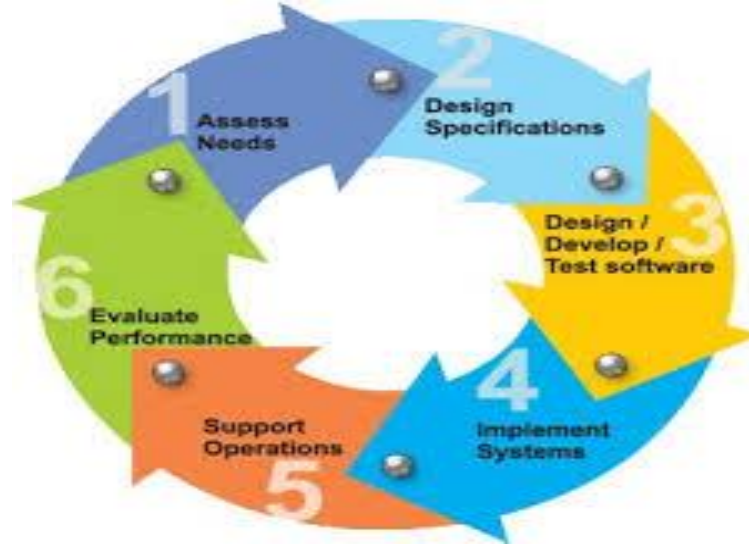 1
Assess
Needs
2
Design
Specifications
3
Design /
Develop /
Test software
4
Implement
Systems
5
Support
Operations
6
Evaluate
Performance